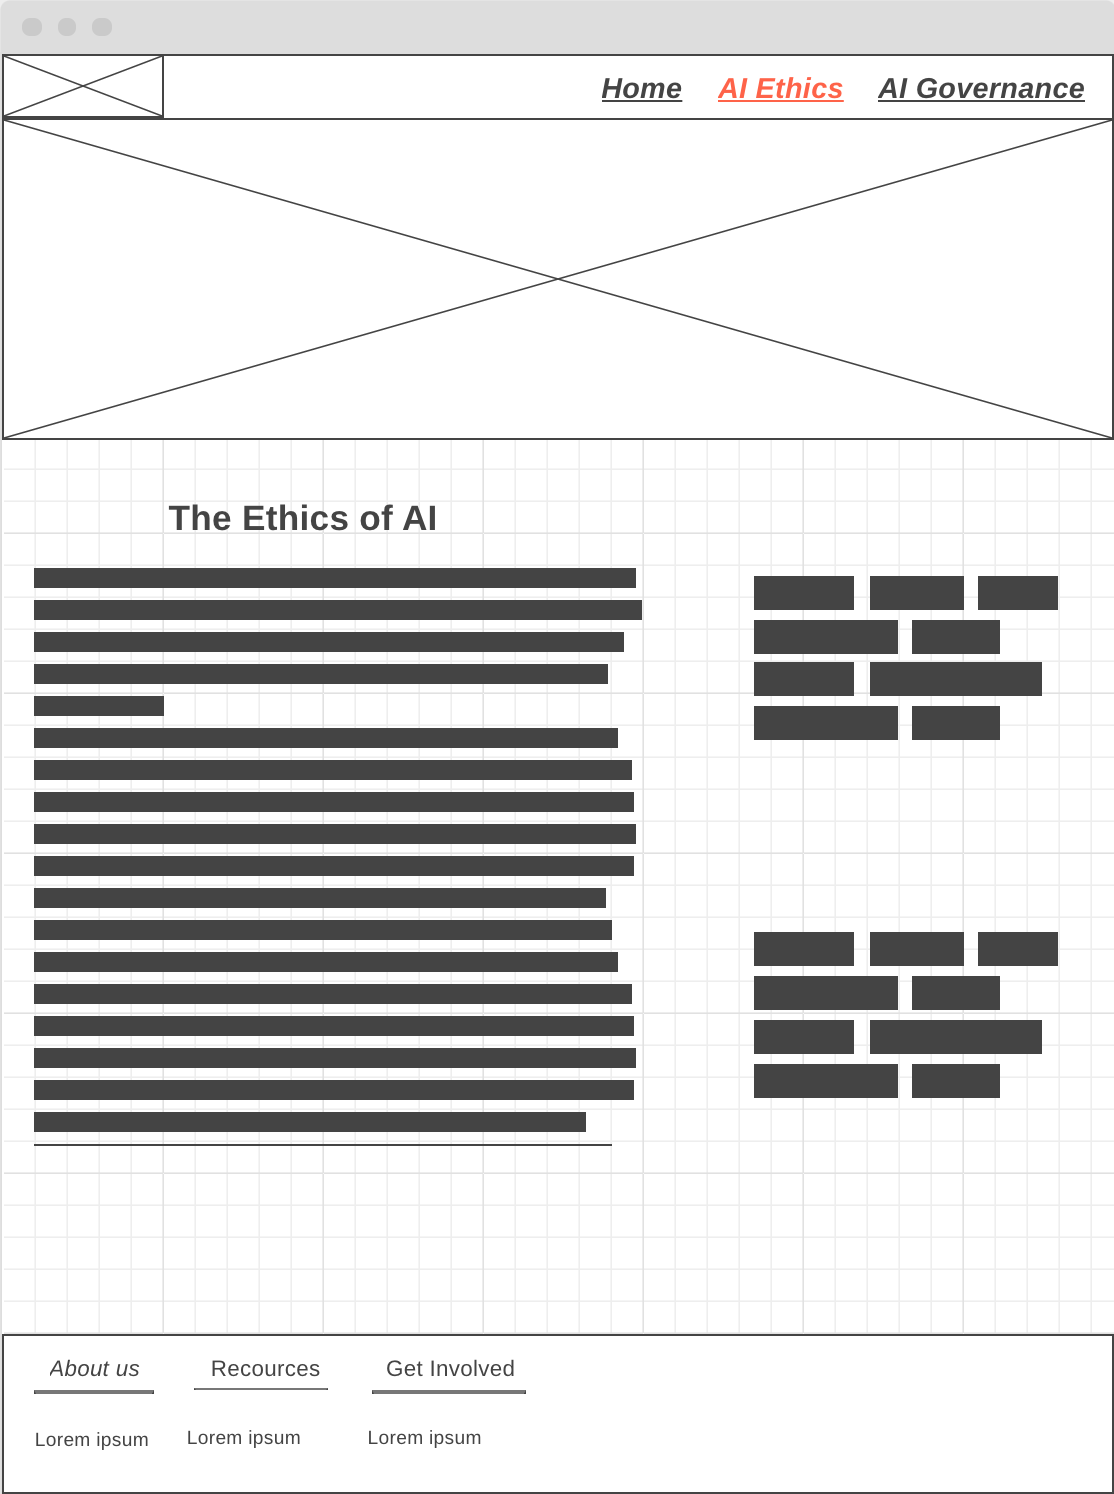 Home AI Ethics AI Governance
The Ethics of AI
About us Recources Get Involved
Lorem ipsum Lorem ipsum Lorem ipsum